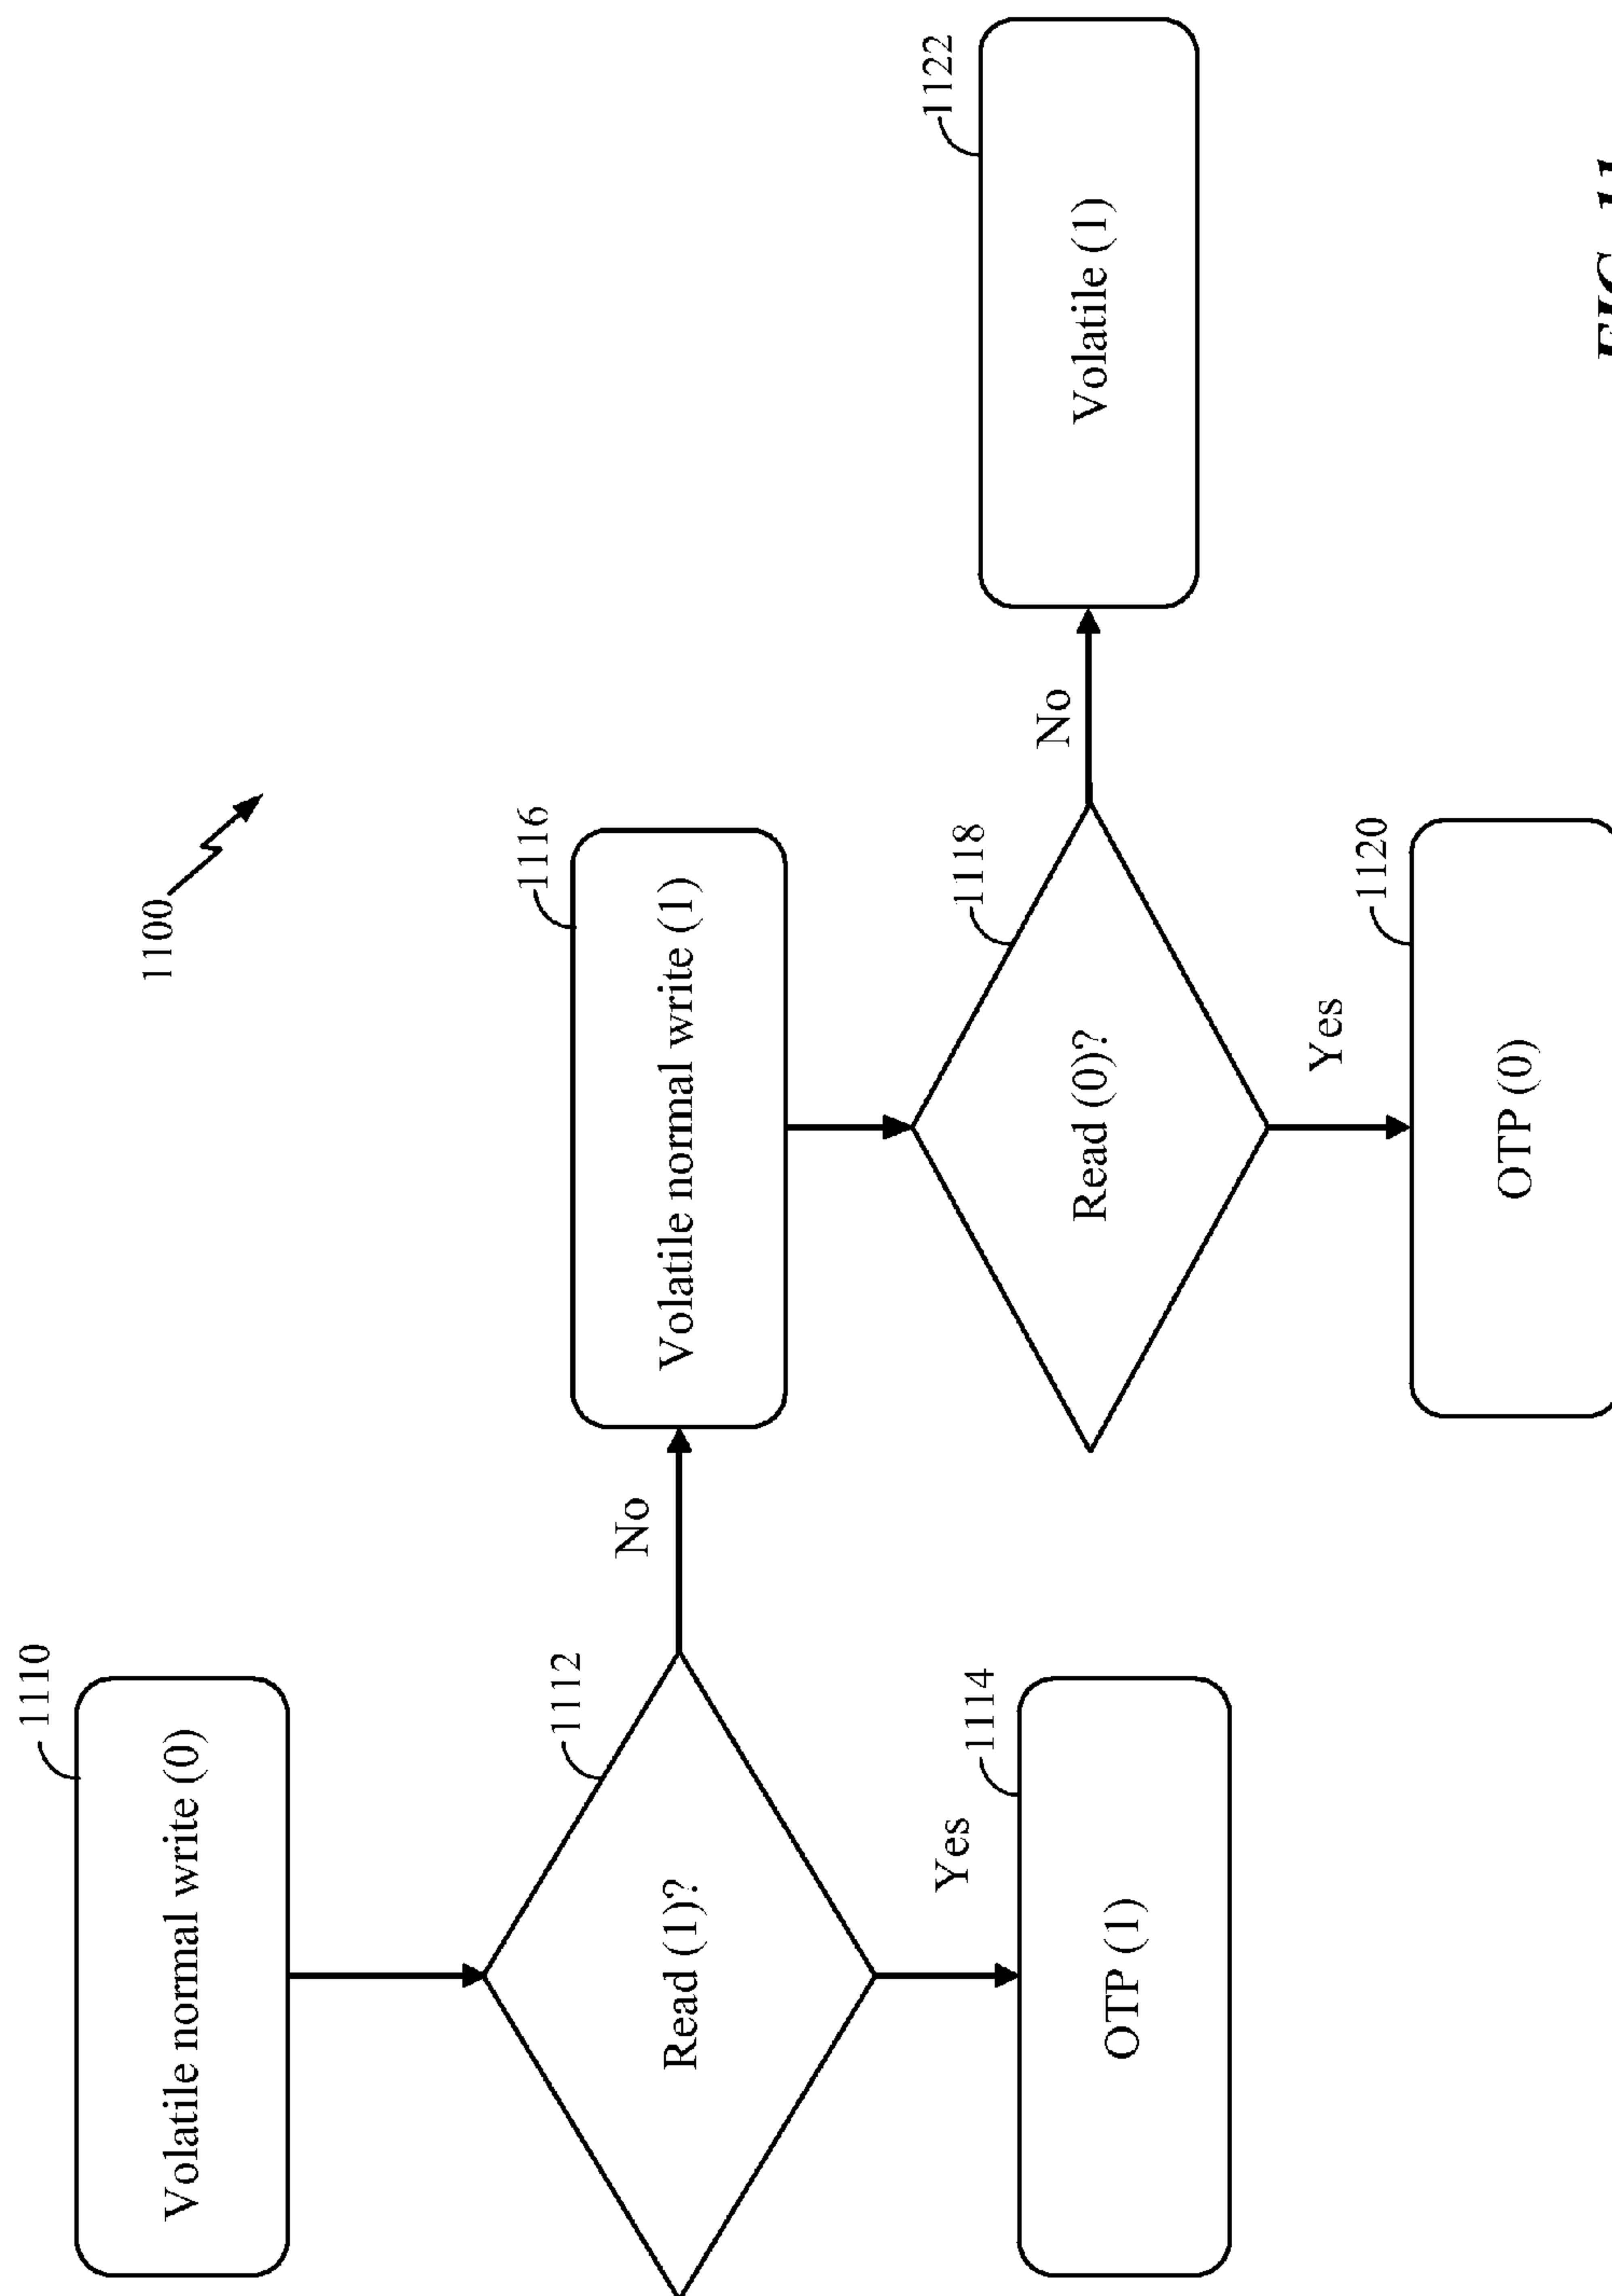 1100
1110
Volatile normal write (0)
1112
Read (1)?
No
Yes
1114
OTP (1)
1116
Volatile normal write (1)
1118
Read (0)?
No
Yes
1120
OTP (0)
1122
Volatile (1)